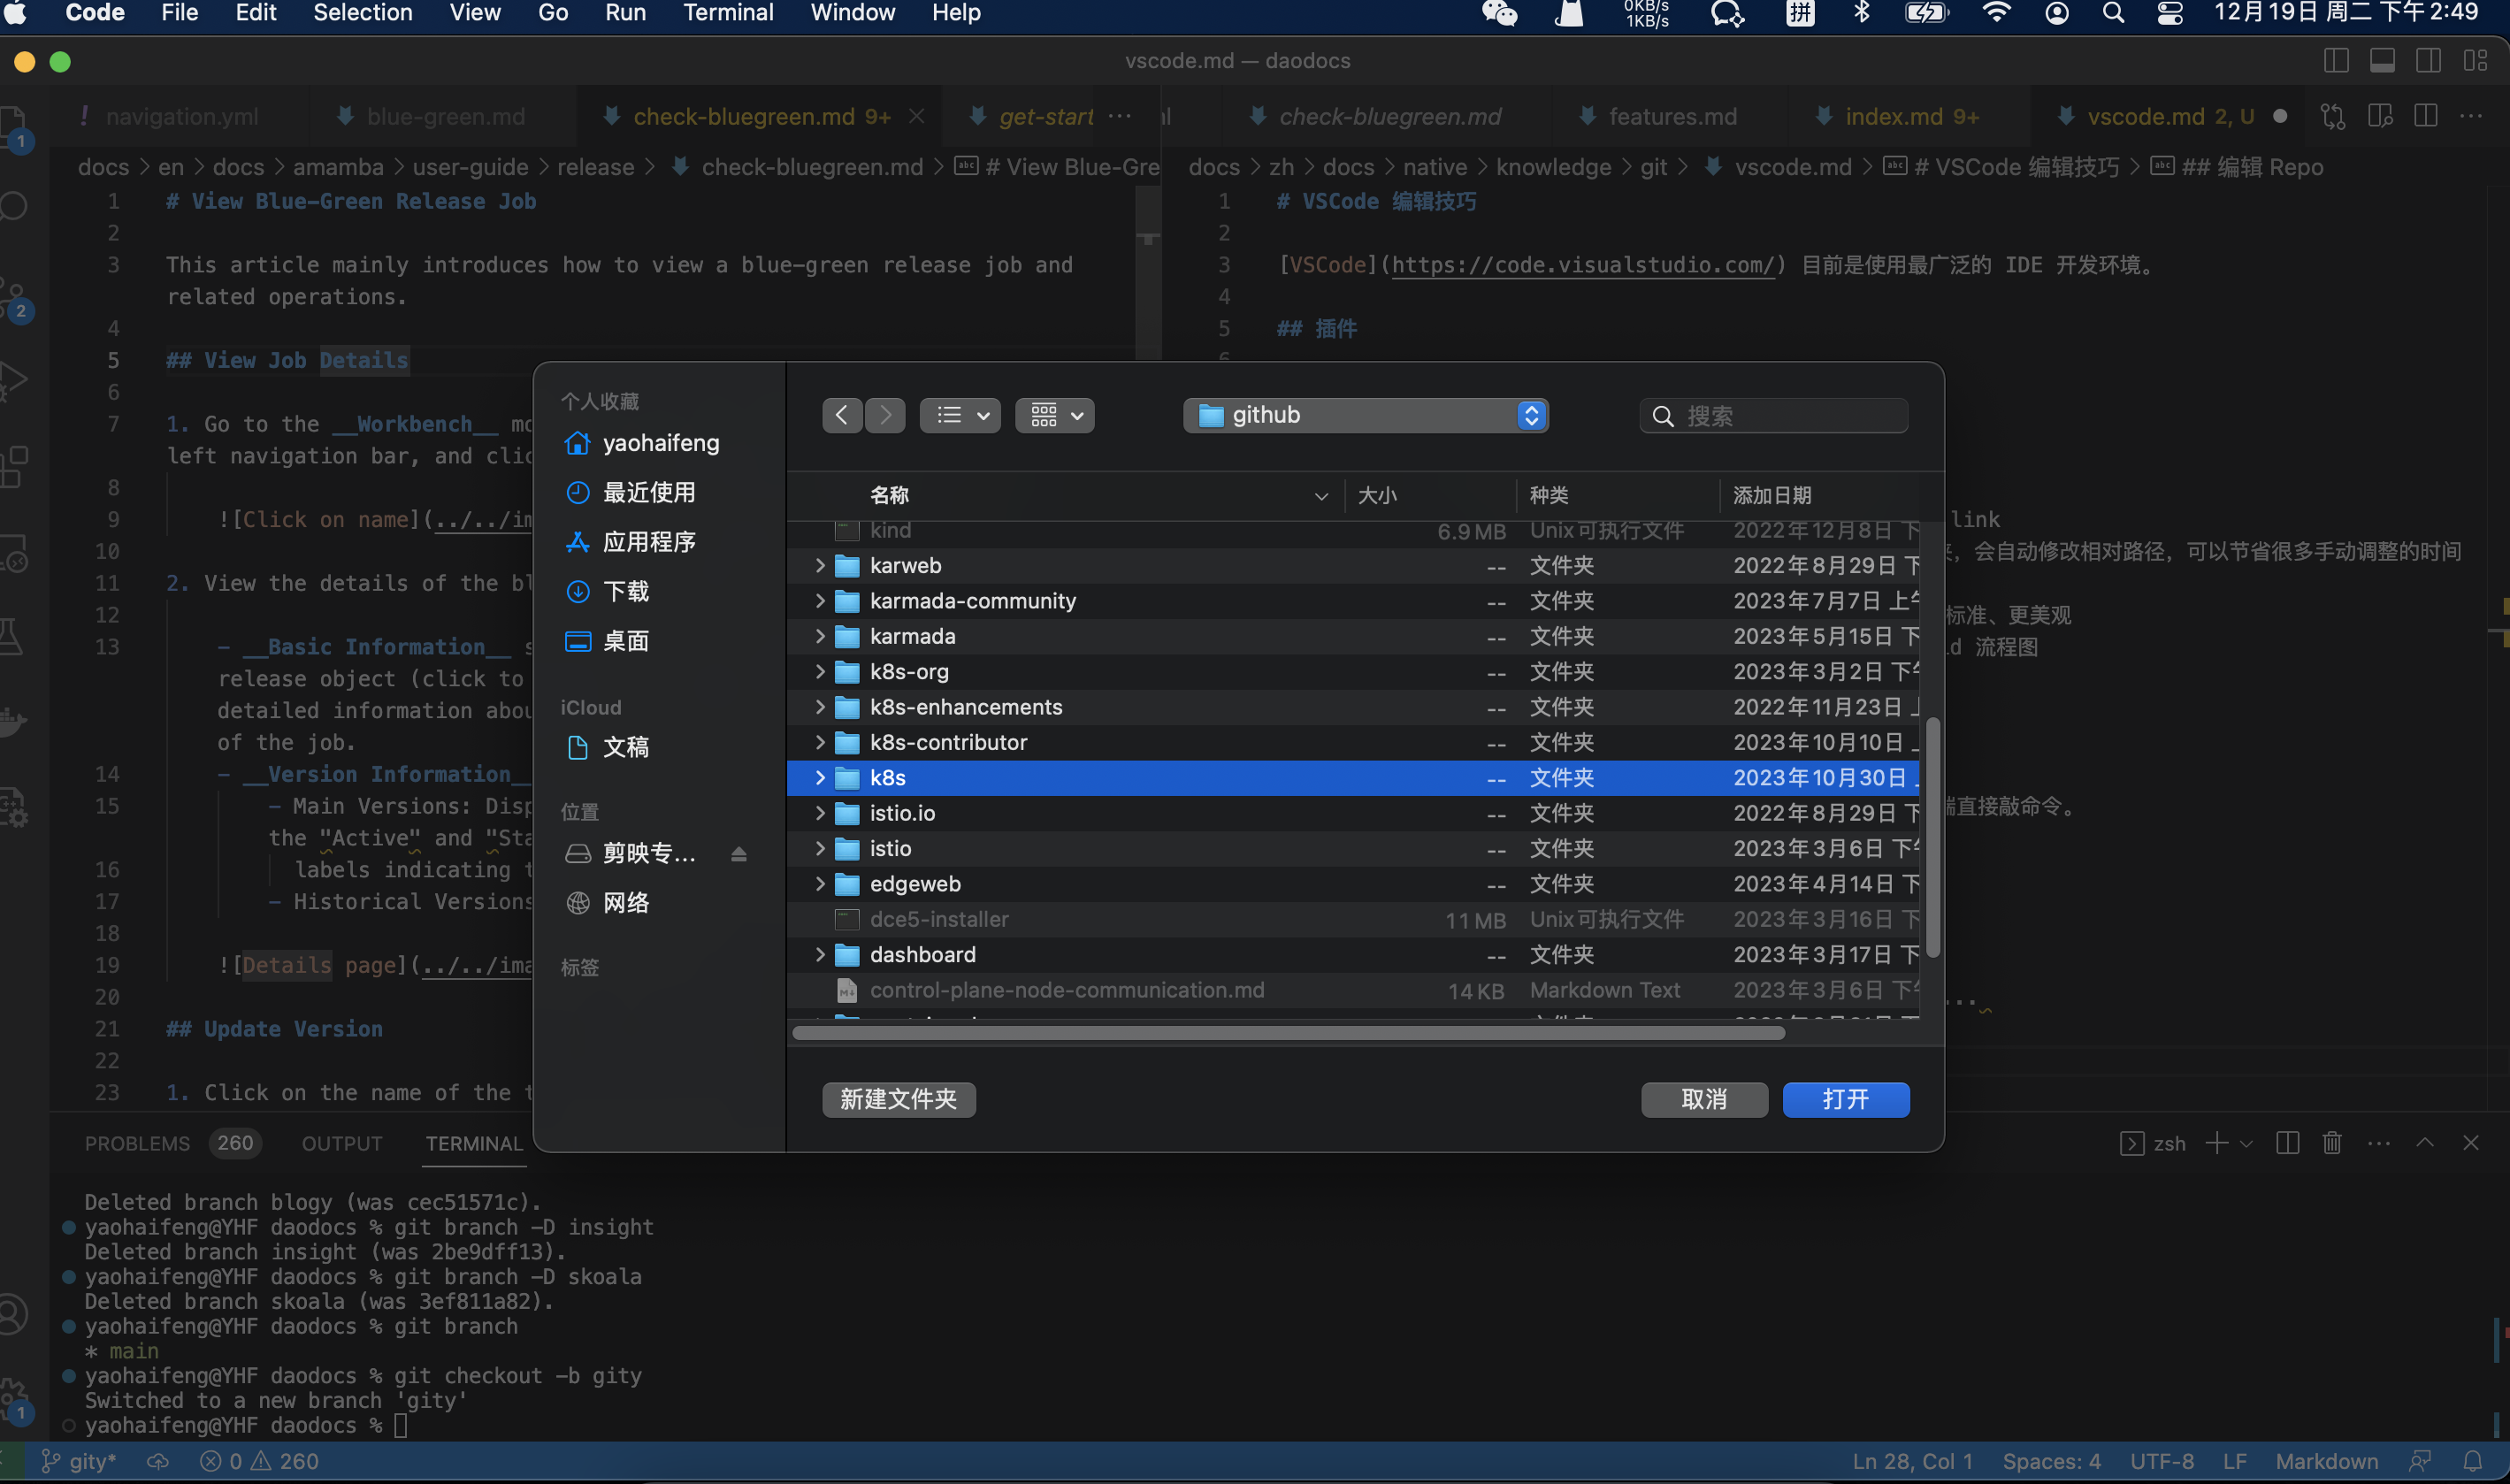 Code File Edit Selection View Go Run Terminal Window Help
0KB/s
1KB/s
拼
12月19日 周二 下午2:49
vscode.md — daodocs
navigation.yml
blue-green.md
check-bluegreen.md 9+
get-start
check-bluegreen.md
features.md
index.md 9+
vscode.md 2, U
docs > en > docs > amamba > user-guide > release > check-bluegreen.md > # View Blue-Gre
docs > zh > docs > native > knowledge > git > vscode.md > # VSCode 编辑技巧 > ## 编辑 Repo
1 # View Blue-Green Release Job
2
3 This article mainly introduces how to view a blue-green release job and
related operations.
4
5 ## View Job Details
6
7 1. Go to the __Workbench__ mo
left navigation bar, and clic
8
9 ![Click on name](../../im
10
11 2. View the details of the bl
12
13 - __Basic Information__ s
release object (click to
detailed information abou
of the job.
14 - __Version Information__
15 - Main Versions: Disp
the "Active" and "Sta
16 labels indicating t
17 - Historical Versions
18
19 ![Details page](../../ima
20
21 ## Update Version
22
23 1. Click on the name of the t
1 # VSCode 编辑技巧
2
3 [VSCode](https://code.visualstudio.com/) 目前是使用最广泛的 IDE 开发环境。
4
5 ## 插件
6
link
，会自动修改相对路径，可以节省很多手动调整的时间
标准、更美观
d 流程图
直接敲命令。
...
个人收藏
yaohaifeng
最近使用
应用程序
下载
桌面
iCloud
文稿
位置
剪映专…
网络
标签
github
搜索
名称 大小 种类 添加日期
kind 6.9 MB Unix可执行文件 2022年12月8日 下
karweb -- 文件夹 2022年8月29日 下
karmada-community -- 文件夹 2023年7月7日 上午
karmada -- 文件夹 2023年5月15日 下
k8s-org -- 文件夹 2023年3月2日 下午
k8s-enhancements -- 文件夹 2022年11月23日 上
k8s-contributor -- 文件夹 2023年10月10日
k8s -- 文件夹 2023年10月30日
istio.io -- 文件夹 2022年8月29日 下
istio -- 文件夹 2023年3月6日 下午
edgeweb -- 文件夹 2023年4月14日 下
dce5-installer 11 MB Unix可执行文件 2023年3月16日 下
dashboard -- 文件夹 2023年3月17日 下
control-plane-node-communication.md 14 KB Markdown Text 2023年3月6日 下午
新建文件夹
取消
打开
PROBLEMS 260 OUTPUT TERMINAL
zsh
Deleted branch blogy (was cec51571c).
yaohaifeng@YHF daodocs % git branch -D insight
Deleted branch insight (was 2be9dff13).
yaohaifeng@YHF daodocs % git branch -D skoala
Deleted branch skoala (was 3ef811a82).
yaohaifeng@YHF daodocs % git branch
* main
yaohaifeng@YHF daodocs % git checkout -b gity
Switched to a new branch 'gity'
yaohaifeng@YHF daodocs %
1
2
1
gity* 0 260
Ln 28, Col 1 Spaces: 4 UTF-8 LF Markdown